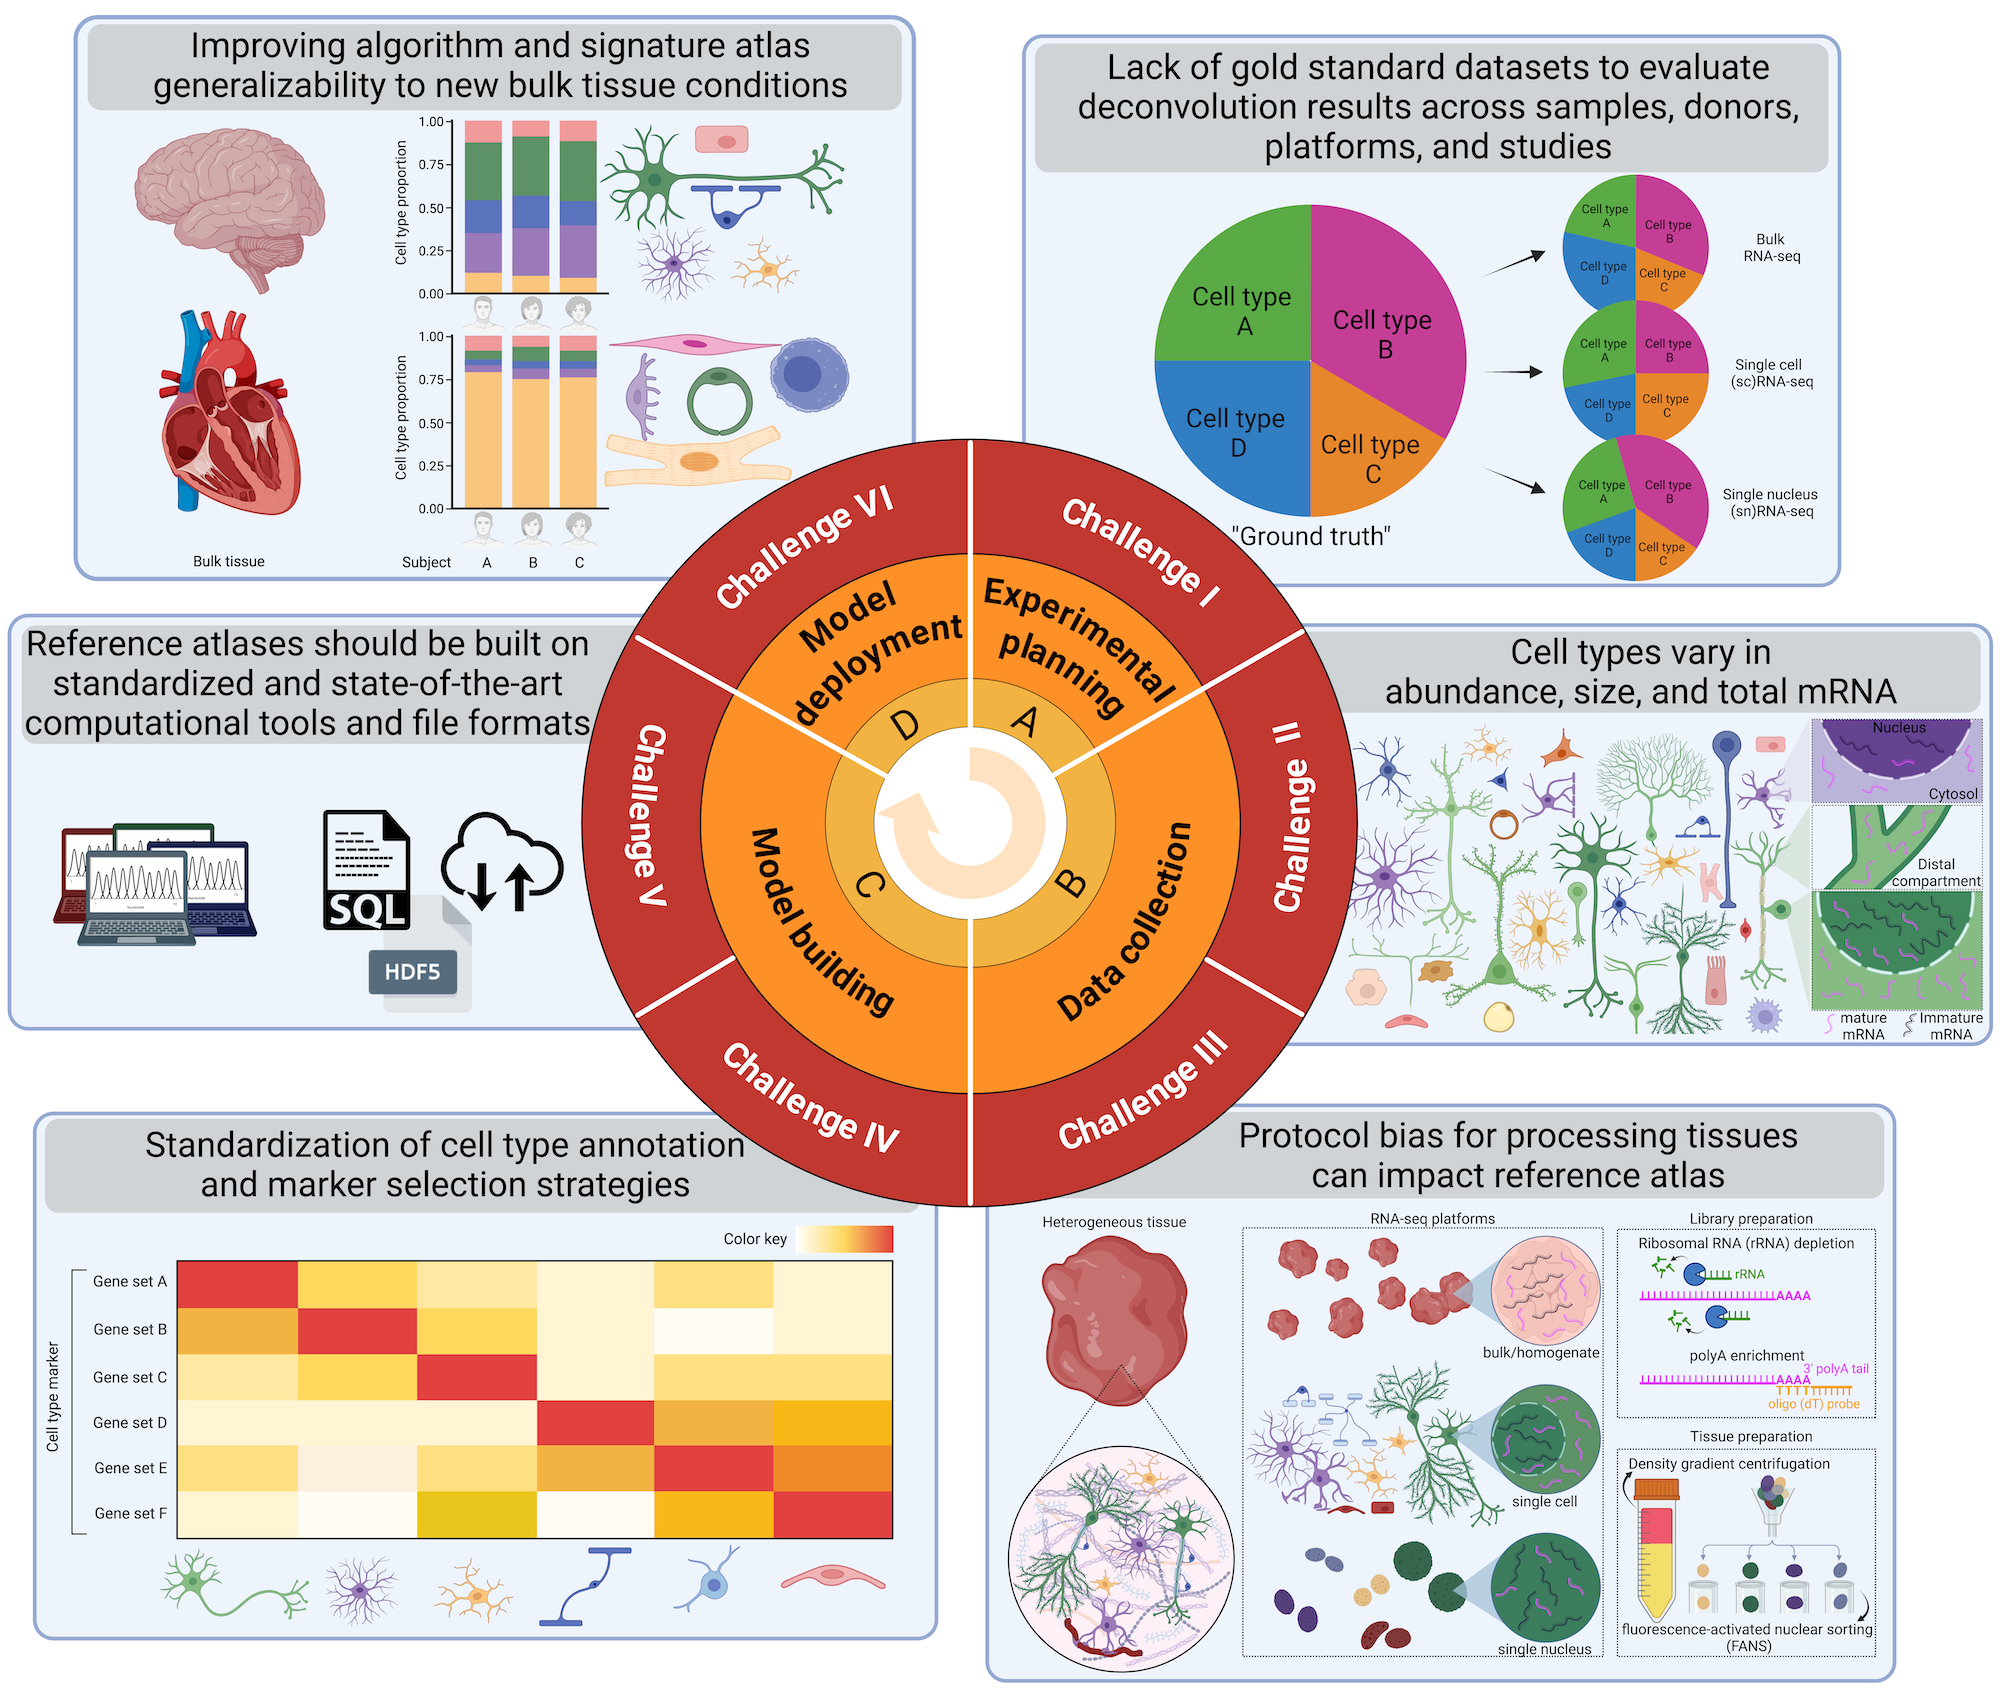 Improving algorithm and signature atlas
generalizability to new bulk tissue conditions
Cell type proportion
1.00
0.75
0.50
0.25
0.00
Cell type proportion
1.00
0.75
0.50
0.25
0.00
Bulk tissue
Subject
A
B
C
Lack of gold standard datasets to evaluate
deconvolution results across samples, donors,
platforms, and studies
Cell type
A
Cell type
B
Cell type
D
Cell type
C
"Ground truth"
Cell type
A
Cell type
B
Cell type
D
Cell type
C
Bulk
RNA-seq
Cell type
A
Cell type
B
Cell type
D
Cell type
C
Single cell
(sc)RNA-seq
Cell type
A
Cell type
B
Cell type
D
Cell type
C
Single nucleus
(sn)RNA-seq
Challenge I
Challenge II
Challenge III
Challenge IV
Challenge V
Challenge VI
Experimental
planning
Data collection
Model building
Model
deployment
A
B
C
D
Reference atlases should be built on
standardized and state-of-the-art
computational tools and file formats
SQL
HDF5
Cell types vary in
abundance, size, and total mRNA
Nucleus
Cytosol
Distal
compartment
mature
mRNA
Immature
mRNA
Standardization of cell type annotation
and marker selection strategies
Color key
Cell type marker
Gene set A
Gene set B
Gene set C
Gene set D
Gene set E
Gene set F
Protocol bias for processing tissues
can impact reference atlas
Heterogeneous tissue
RNA-seq platforms
bulk/homogenate
single cell
single nucleus
Library preparation
Ribosomal RNA (rRNA) depletion
rRNA
AAAA
polyA enrichment
3' polyA tail
AAAA
TTTT
oligo (dT) probe
Tissue preparation
Density gradient centrifugation
fluorescence-activated nuclear sorting
(FANS)